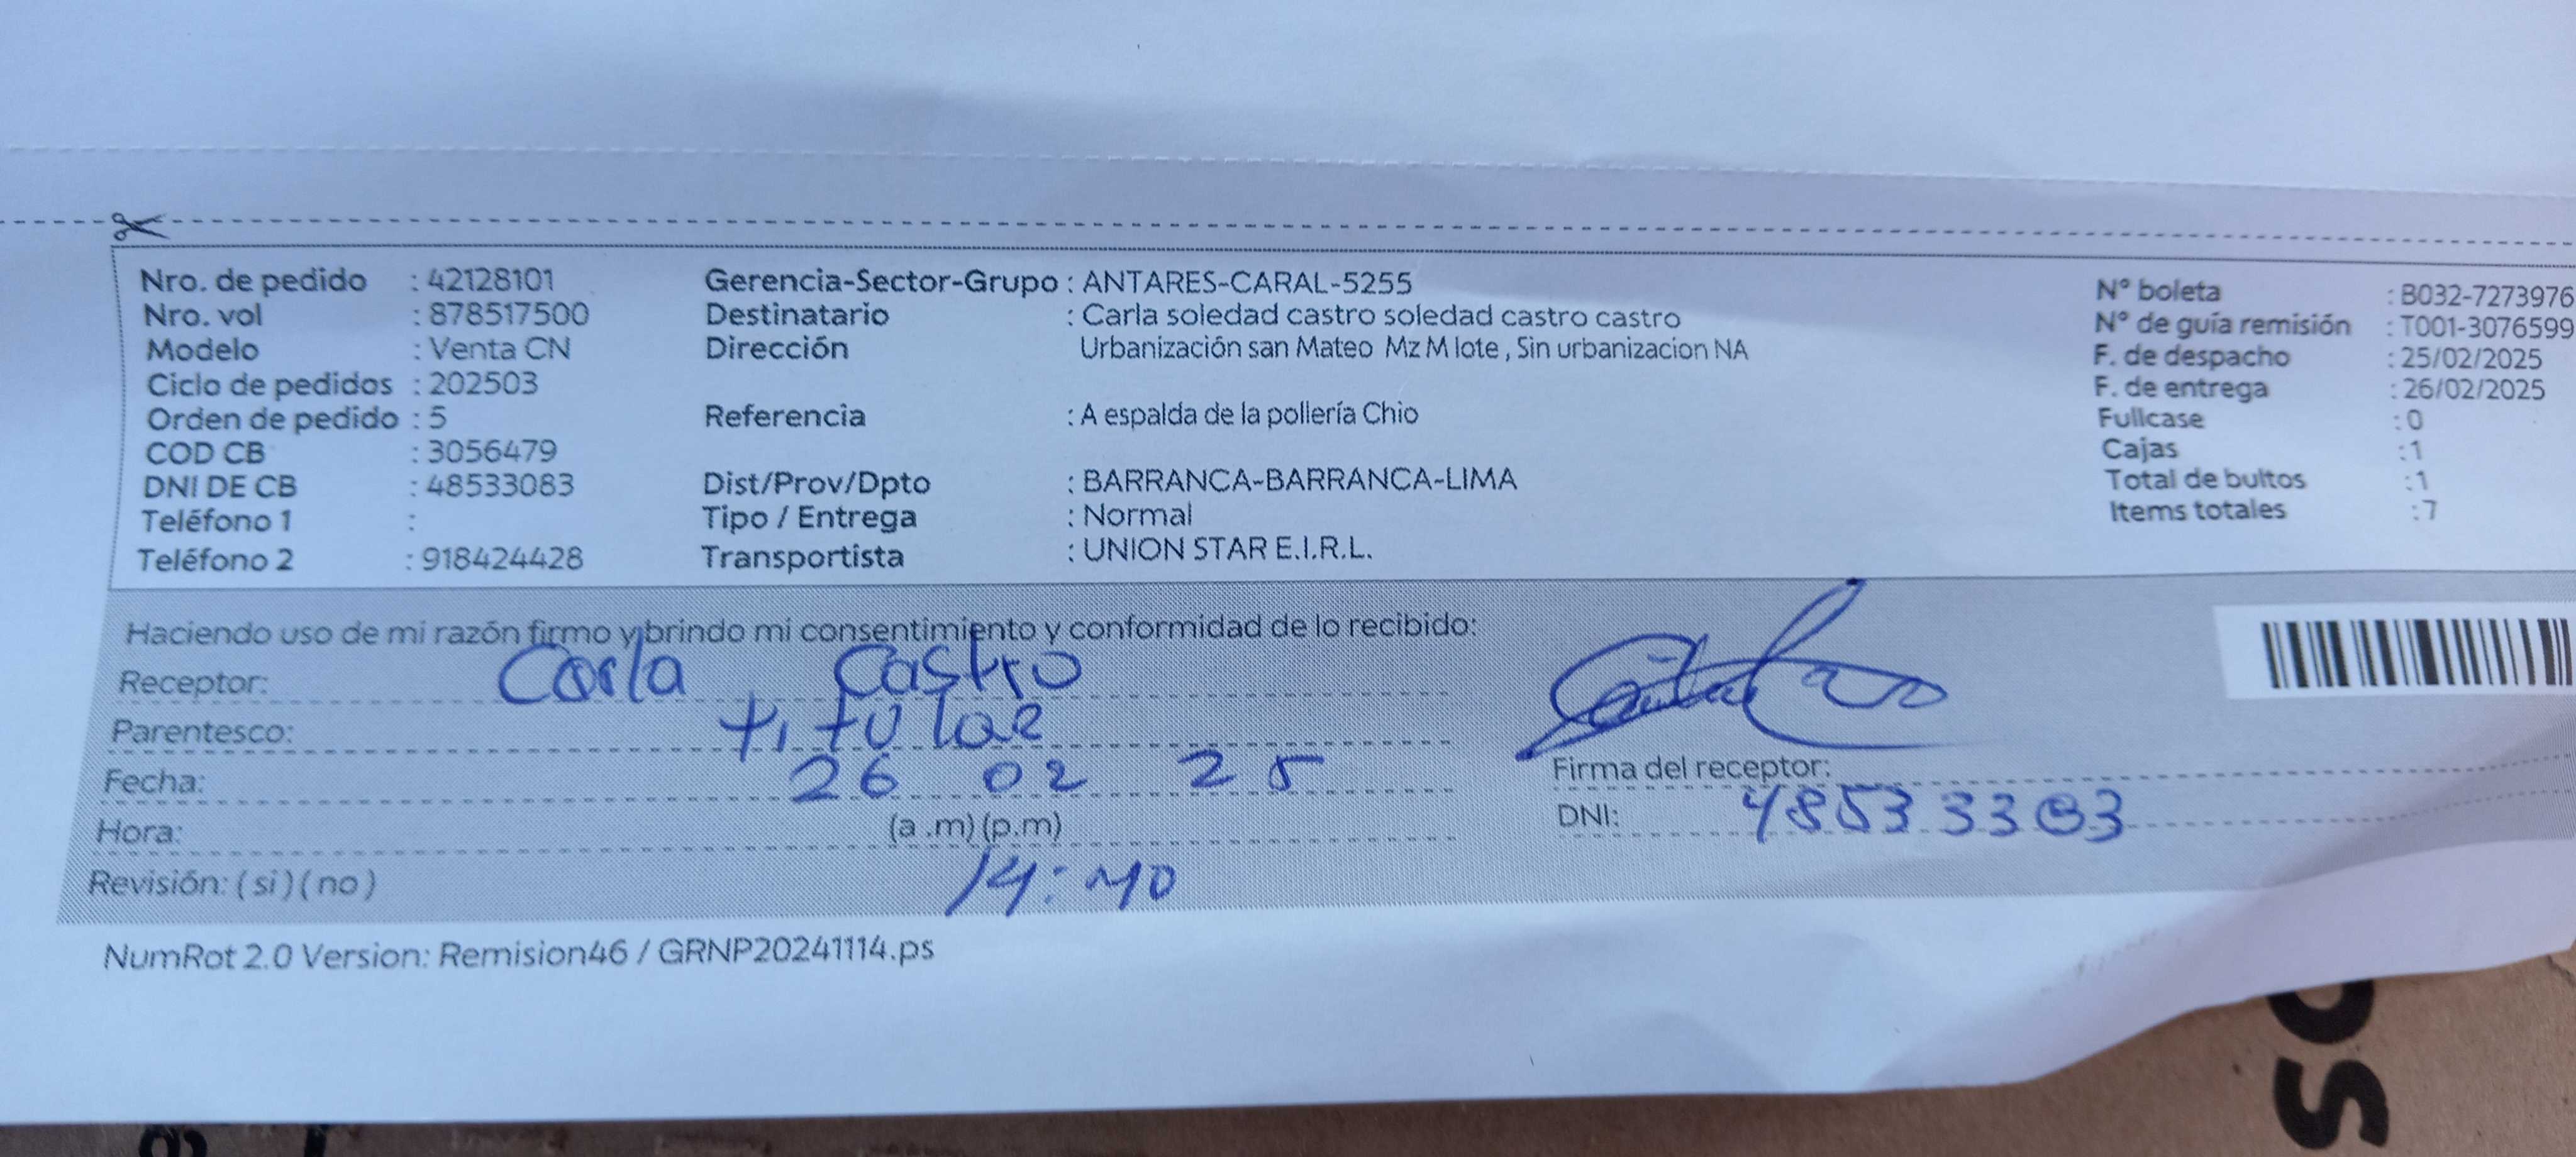 Nro. de pedido : 42128101 Gerencia-Sector-Grupo : ANTARES-CARAL-5255 N° boleta : B032-7273976
Nro. vol : 878517500 Destinatario : Carla soledad castro soledad castro castro N° de guía remisión : T001-3076599
Modelo : Venta CN Dirección Urbanización san Mateo Mz M lote , Sin urbanizacion NA F. de despacho : 25/02/2025
Ciclo de pedidos : 202503 F. de entrega : 26/02/2025
Orden de pedido : 5 Referencia : A espalda de la pollería Chio Fullcase : 0
COD CB : 3056479 Cajas : 1
DNI DE CB : 48533083 Dist/Prov/Dpto : BARRANCA-BARRANCA-LIMA Total de bultos : 1
Teléfono 1 : Tipo / Entrega : Normal Items totales : 7
Teléfono 2 : 918424428 Transportista : UNION STAR E.I.R.L.
Haciendo uso de mi razón firmo y brindo mi consentimiento y conformidad de lo recibido:
Receptor: Carla Castro
Parentesco: titular
Fecha: 26 02 25 Firma del receptor:
Hora: (a .m) (p.m) DNI: 48533383
Revisión: ( si ) ( no ) 14:40
NumRot 2.0 Version: Remision46 / GRNP20241114.ps